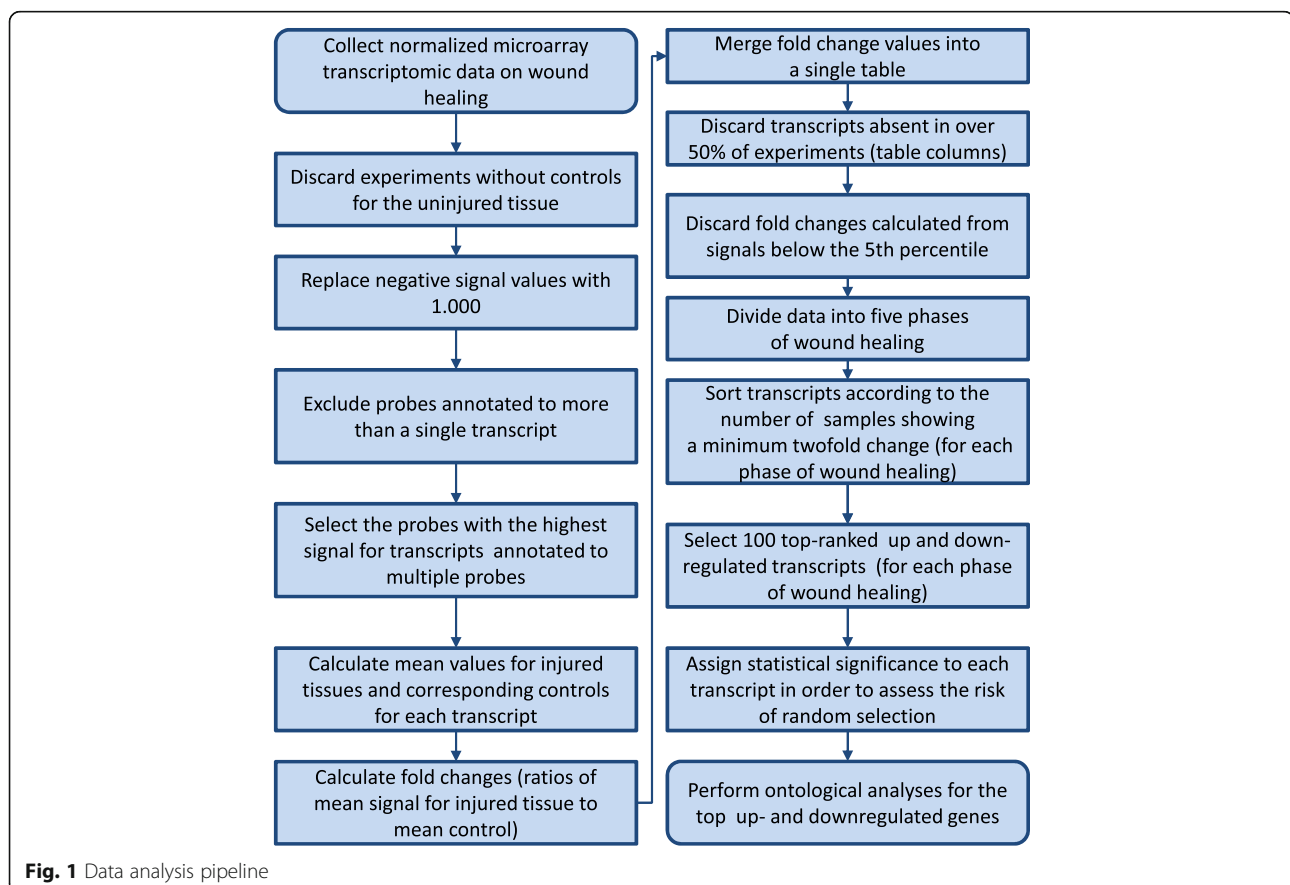 Collect normalized microarray
transcriptomic data on wound
healing
Discard experiments without controls
for the uninjured tissue
Replace negative signal values with
1.000
Exclude probes annotated to more
than a single transcript
Select the probes with the highest
signal for transcripts annotated to
multiple probes
Calculate mean values for injured
tissues and corresponding controls
for each transcript
Calculate fold changes (ratios of
mean signal for injured tissue to
mean control)
Merge fold change values into
a single table
Discard transcripts absent in over
50% of experiments (table columns)
Discard fold changes calculated from
signals below the 5th percentile
Divide data into five phases
of wound healing
Sort transcripts according to the
number of samples showing
a minimum twofold change (for each
phase of wound healing)
Select 100 top-ranked up and down-
regulated transcripts (for each phase
of wound healing)
Assign statistical significance to each
transcript in order to assess the risk
of random selection
Perform ontological analyses for the
top up- and downregulated genes
Fig. 1 Data analysis pipeline